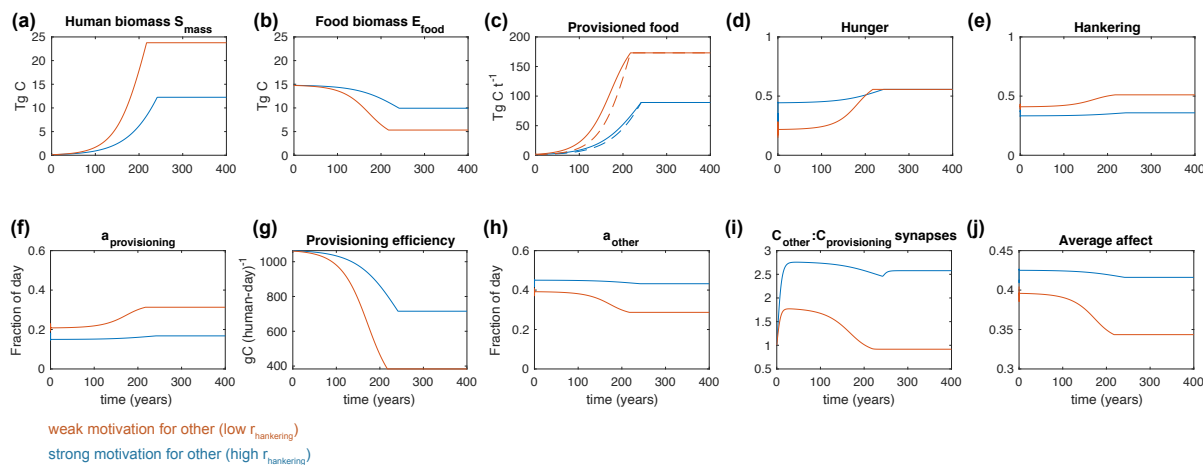 (a) Human biomass S_mass
(b) Food biomass E_food
(c) Provisioned food
(d) Hunger
(e) Hankering
Tg C
25
20
15
10
5
0
0 100 200 300 400
Tg C
25
20
15
10
5
0
0 100 200 300 400
Tg C t⁻¹
200
150
100
50
0
0 100 200 300 400
1
0.5
0
0 100 200 300 400
1
0.5
0
0 100 200 300 400
(f) a_provisioning
(g) Provisioning efficiency
(h) a_other
(i) C_other:C_provisioning synapses
(j) Average affect
Fraction of day
0.6
0.4
0.2
0
0 100 200 300 400
time (years)
gC (human-day)⁻¹
1000
800
600
400
0 100 200 300 400
time (years)
Fraction of day
0.6
0.4
0.2
0
0 100 200 300 400
time (years)
3
2.5
2
1.5
1
0.5
0 100 200 300 400
time (years)
0.45
0.4
0.35
0.3
0 100 200 300 400
time (years)
weak motivation for other (low r_hankering)
strong motivation for other (high r_hankering)